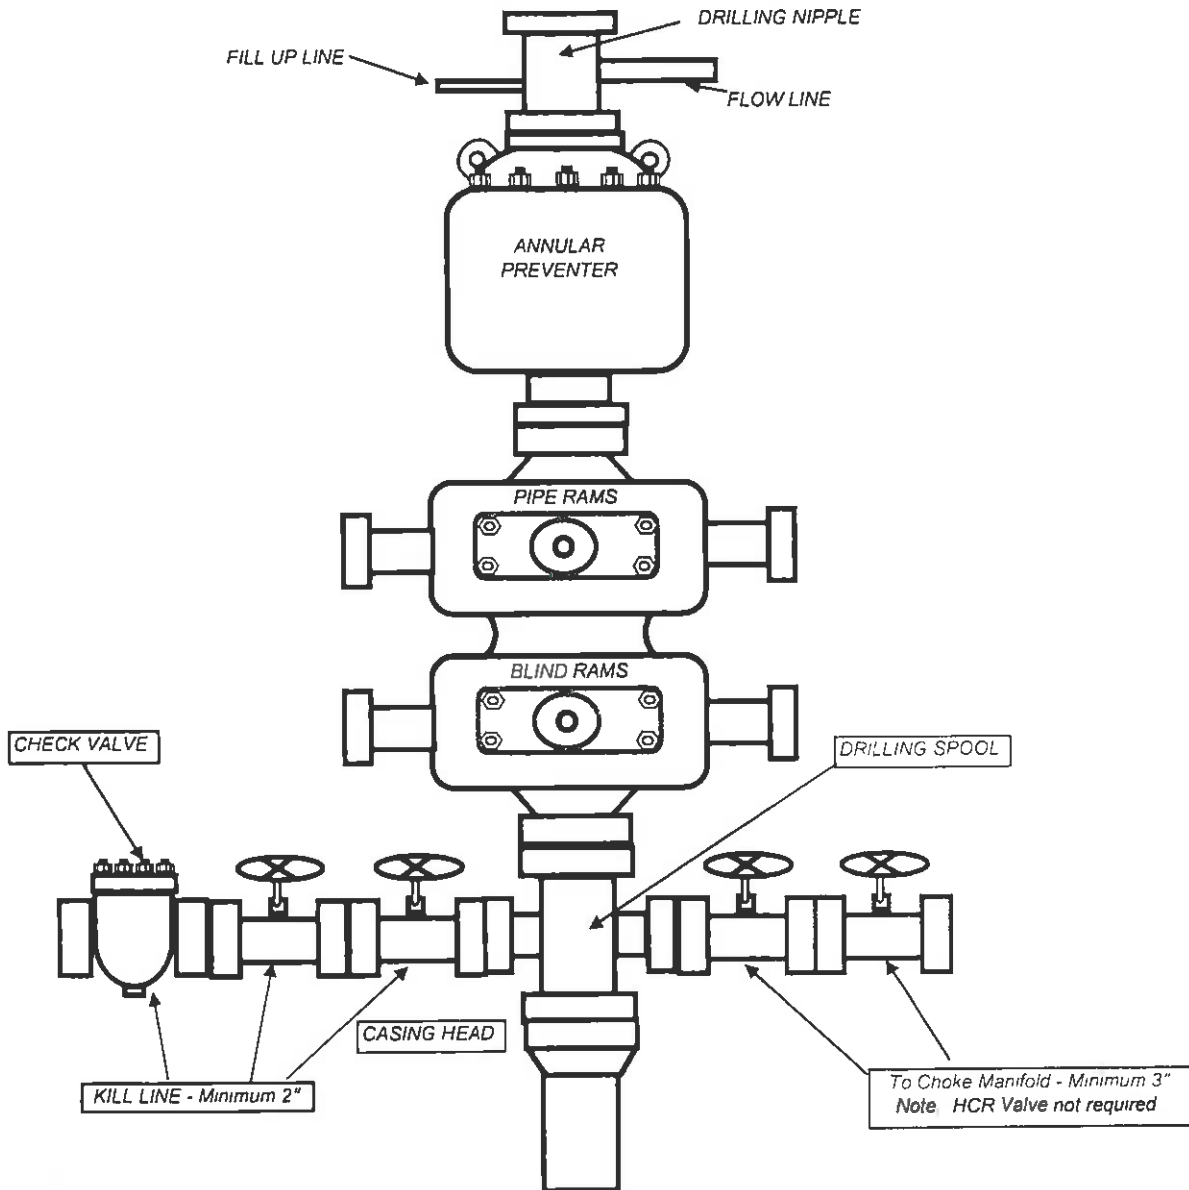 DRILLING NIPPLE
FILL UP LINE
FLOW LINE
ANNULAR
PREVENTER
PIPE RAMS
BLIND RAMS
CHECK VALVE
DRILLING SPOOL
CASING HEAD
KILL LINE - Minimum 2"
To Choke Manifold - Minimum 3"
Note HCR Valve not required